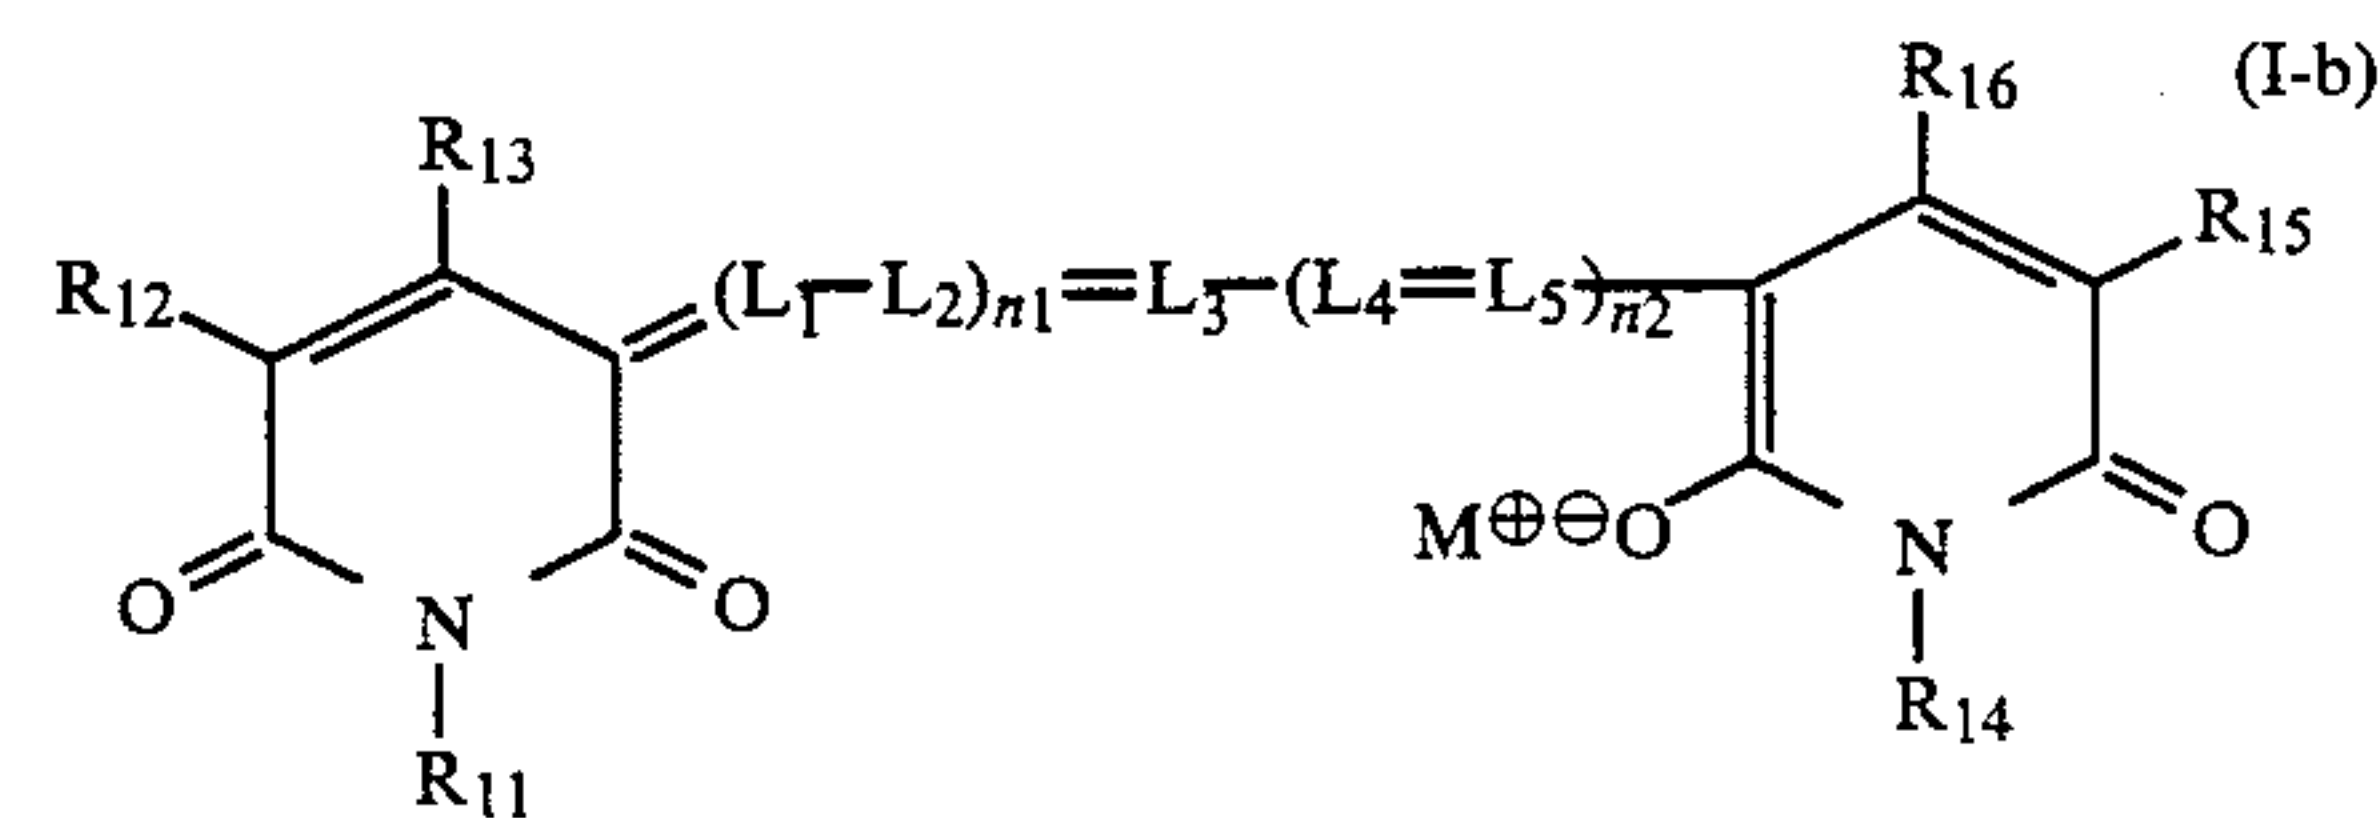 R16 (I-b)
R13
R15
R12 (L1—L2)n1=L3—(L4=L5)n2
M⊕⊖O N O
O N O
R14
R11